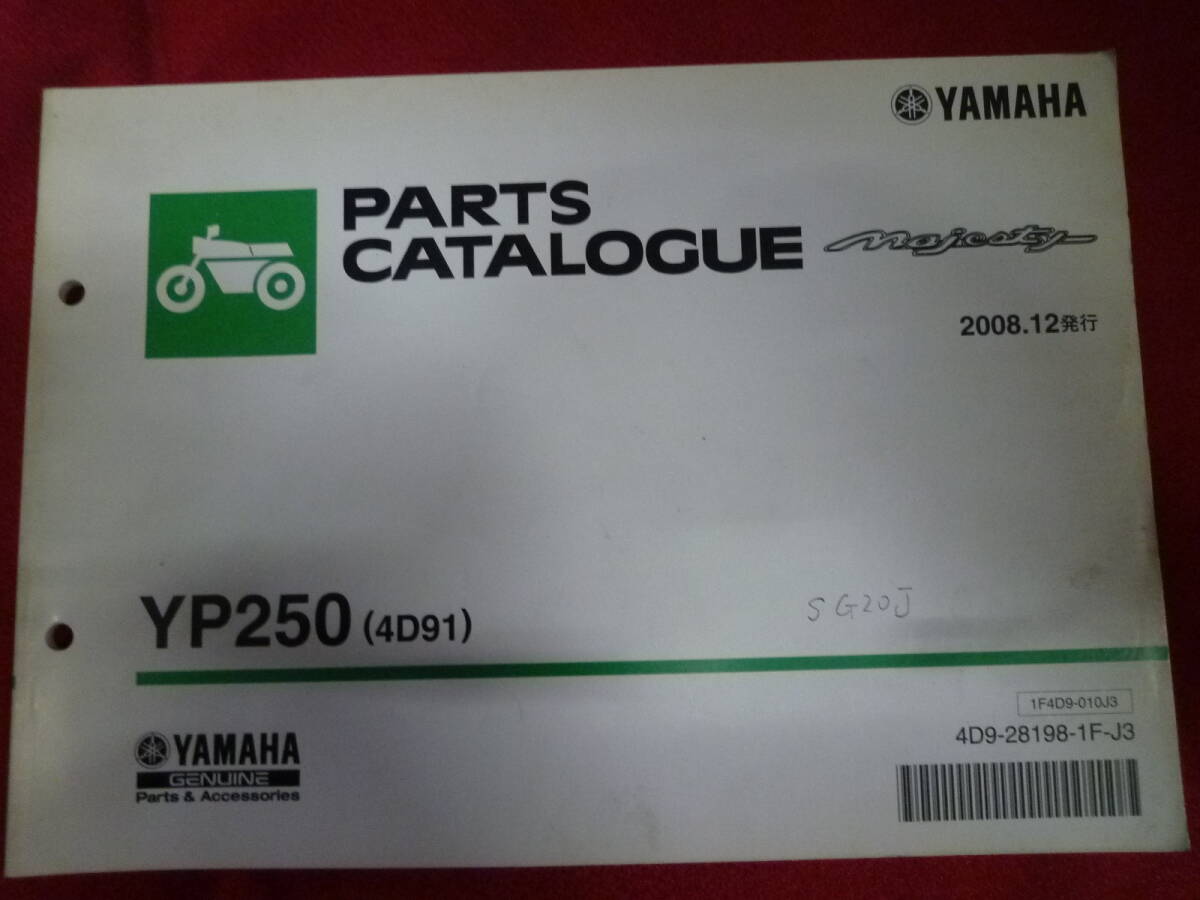 YAMAHA
PARTS
CATALOGUE
Majesty
2008.12発行
YP250 (4D91)
SG20J
1F4D9-010J3
4D9-28198-1F-J3
YAMAHA
GENUINE
Parts & Accessories